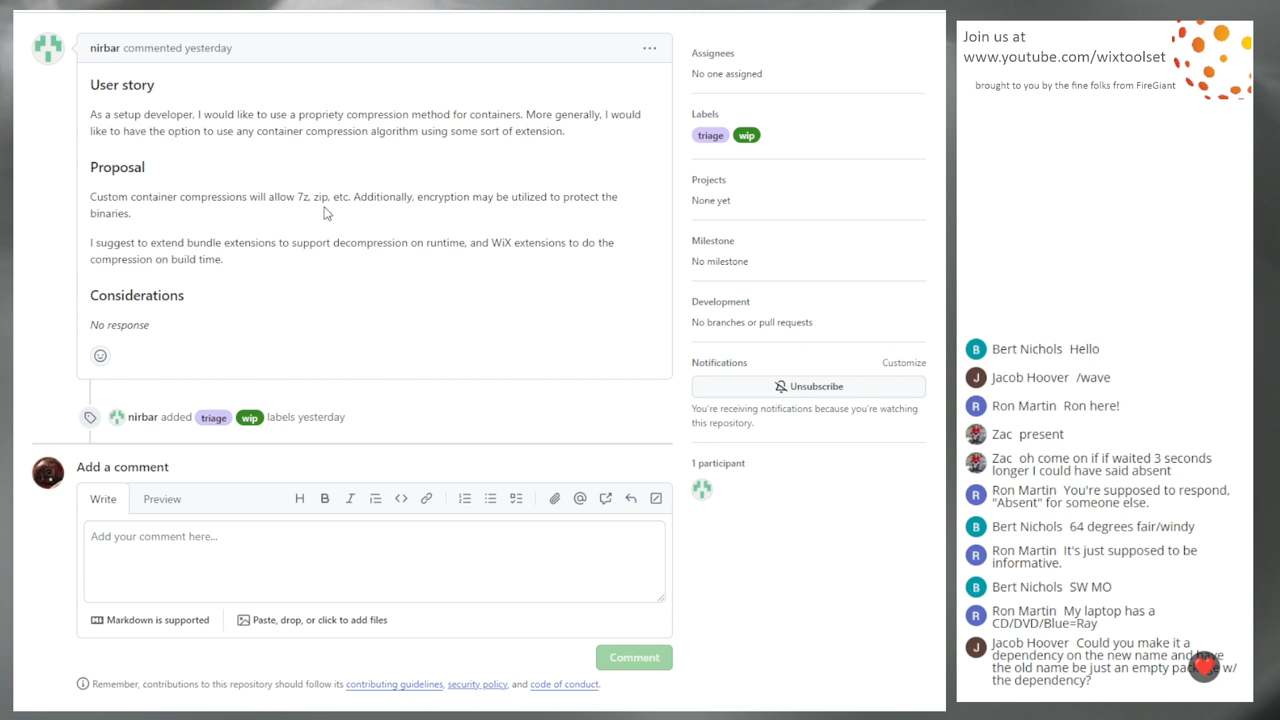 nirbar commented yesterday
User story
As a setup developer, I would like to use a propriety compression method for containers. More generally, I would
like to have the option to use any container compression algorithm using some sort of extension.
Proposal
Custom container compressions will allow 7z, zip, etc. Additionally, encryption may be utilized to protect the
binaries.
I suggest to extend bundle extensions to support decompression on runtime, and WiX extensions to do the
compression on build time.
Considerations
No response
nirbar added triage wip labels yesterday
Add a comment
Write Preview
Add your comment here...
Markdown is supported Paste, drop, or click to add files
Comment
Remember, contributions to this repository should follow its contributing guidelines, security policy, and code of conduct.
Assignees
No one assigned
Labels
triage wip
Projects
None yet
Milestone
No milestone
Development
No branches or pull requests
Notifications Customize
Unsubscribe
You're receiving notifications because you're watching
this repository.
1 participant
Join us at
www.youtube.com/wixtoolset
brought to you by the fine folks from FireGiant
B Bert Nichols Hello
J Jacob Hoover /wave
R Ron Martin Ron here!
Zac present
Zac oh come on if if waited 3 seconds
longer I could have said absent
R Ron Martin You're supposed to respond,
"Absent" for someone else.
B Bert Nichols 64 degrees fair/windy
R Ron Martin It's just supposed to be
informative.
B Bert Nichols SW MO
R Ron Martin My laptop has a
CD/DVD/Blue=Ray
J Jacob Hoover Could you make it a
dependency on the new name and have
the old name be just an empty package w/
the dependency?